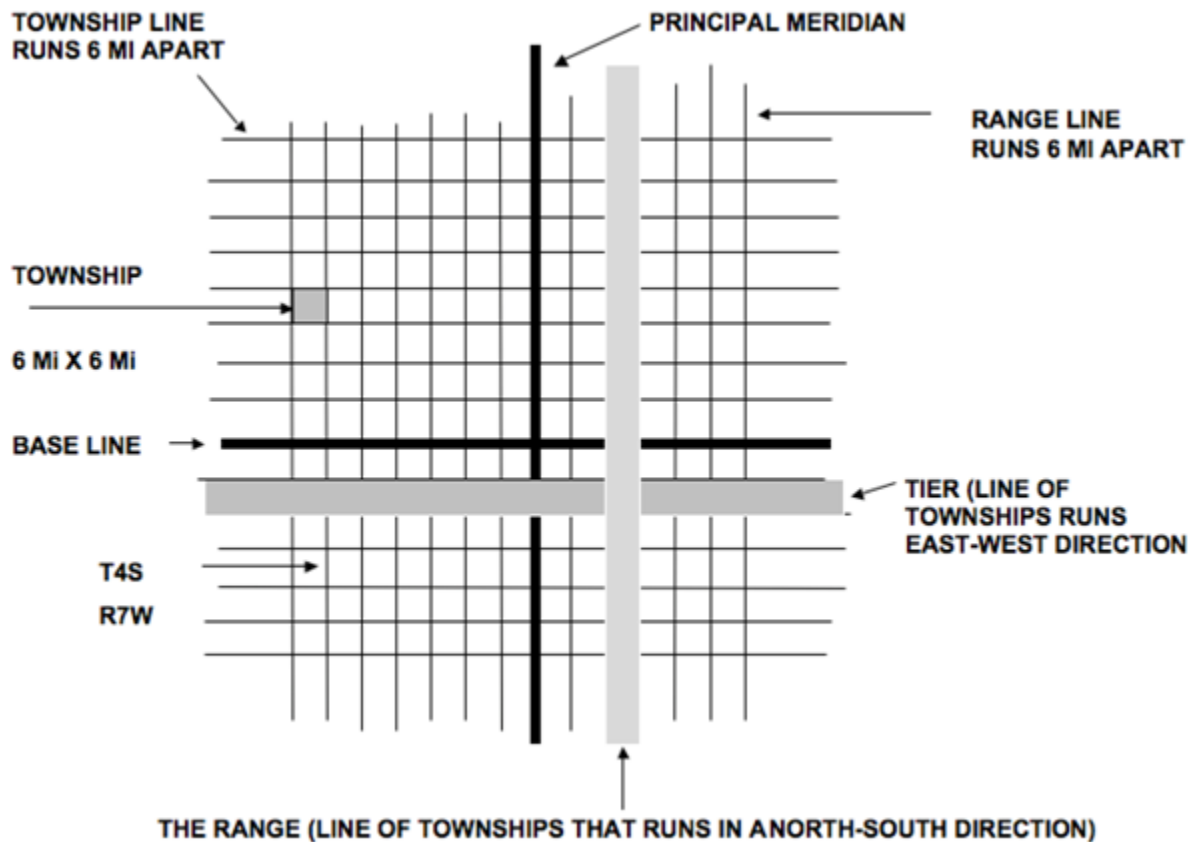 TOWNSHIP LINE
RUNS 6 MI APART
PRINCIPAL MERIDIAN
RANGE LINE
RUNS 6 MI APART
TOWNSHIP
6 Mi X 6 Mi
BASE LINE
TIER (LINE OF
TOWNSHIPS RUNS
EAST-WEST DIRECTION
T4S
R7W
THE RANGE (LINE OF TOWNSHIPS THAT RUNS IN ANORTH-SOUTH DIRECTION)